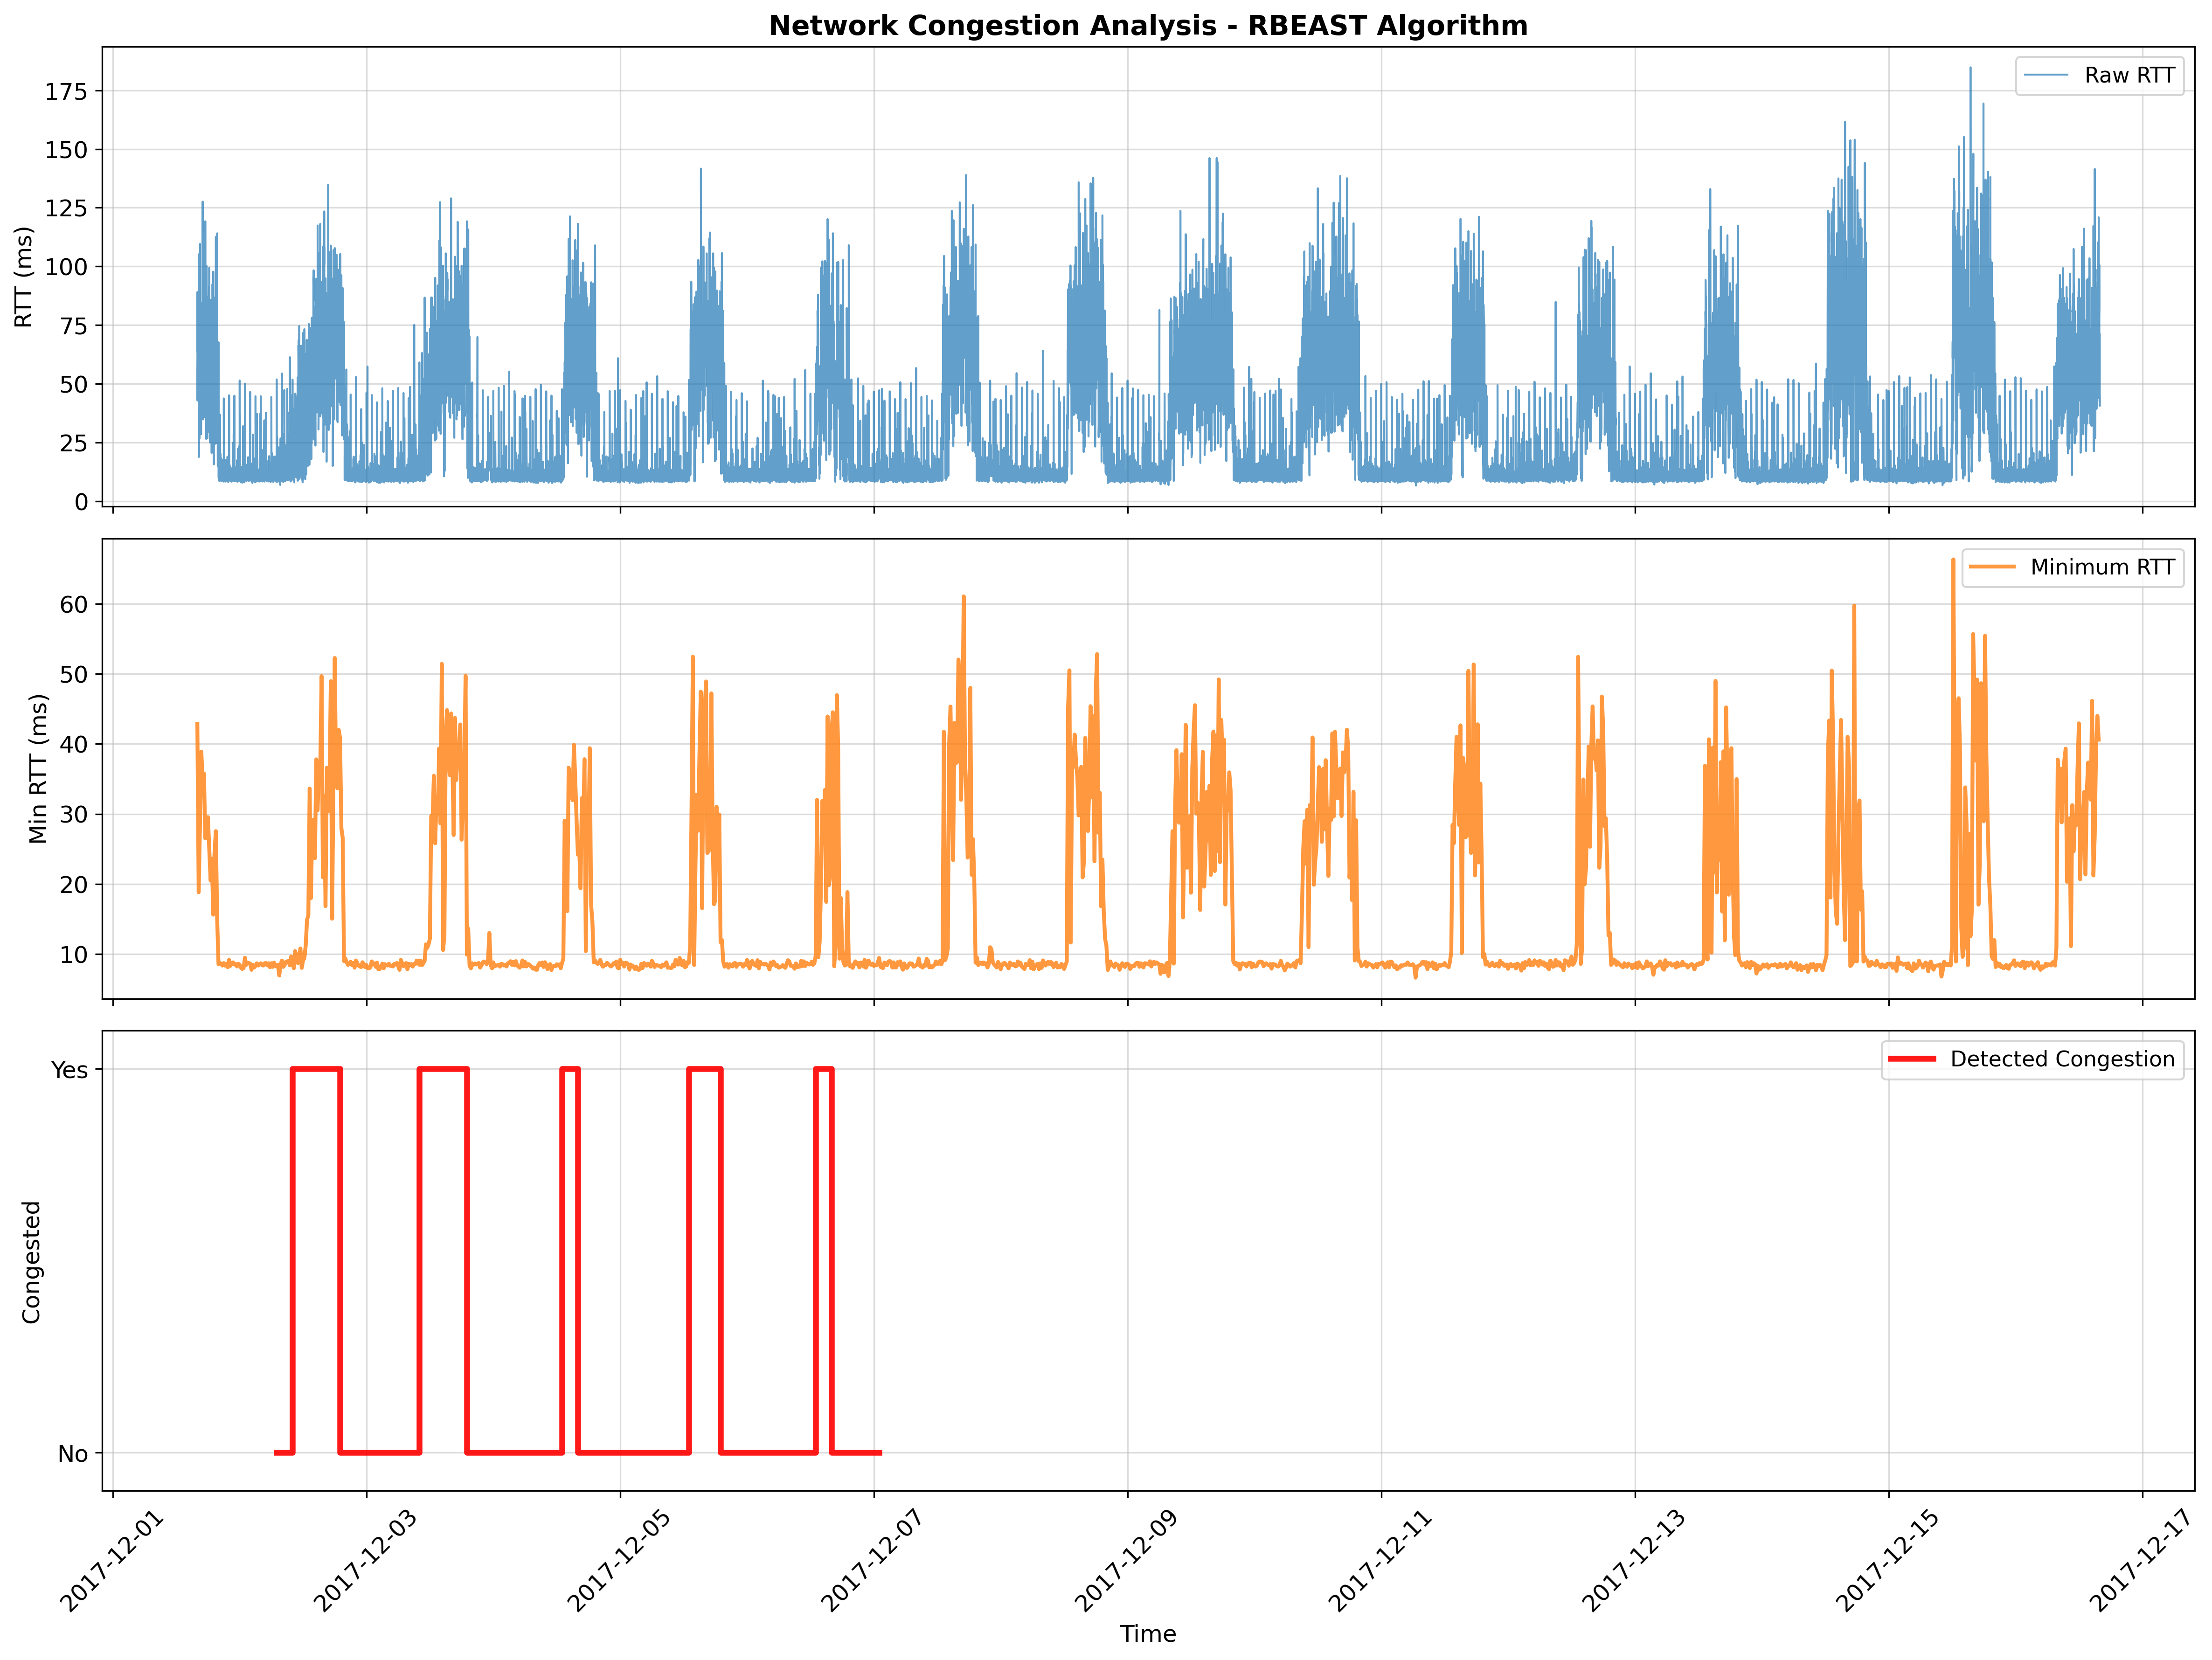 Network Congestion Analysis - RBEAST Algorithm
Raw RTT
RTT (ms)
175
150
125
100
75
50
25
0
Minimum RTT
Min RTT (ms)
60
50
40
30
20
10
Detected Congestion
Congested
Yes
No
2017-12-01
2017-12-03
2017-12-05
2017-12-07
2017-12-09
2017-12-11
2017-12-13
2017-12-15
2017-12-17
Time